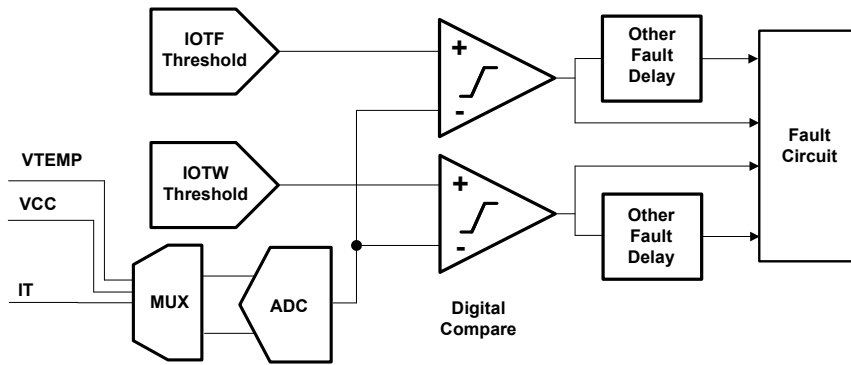 IOTF
Threshold
+
-
Other
Fault
Delay
Fault
Circuit
VTEMP
VCC
IT
IOTW
Threshold
+
-
Other
Fault
Delay
MUX
ADC
Digital
Compare